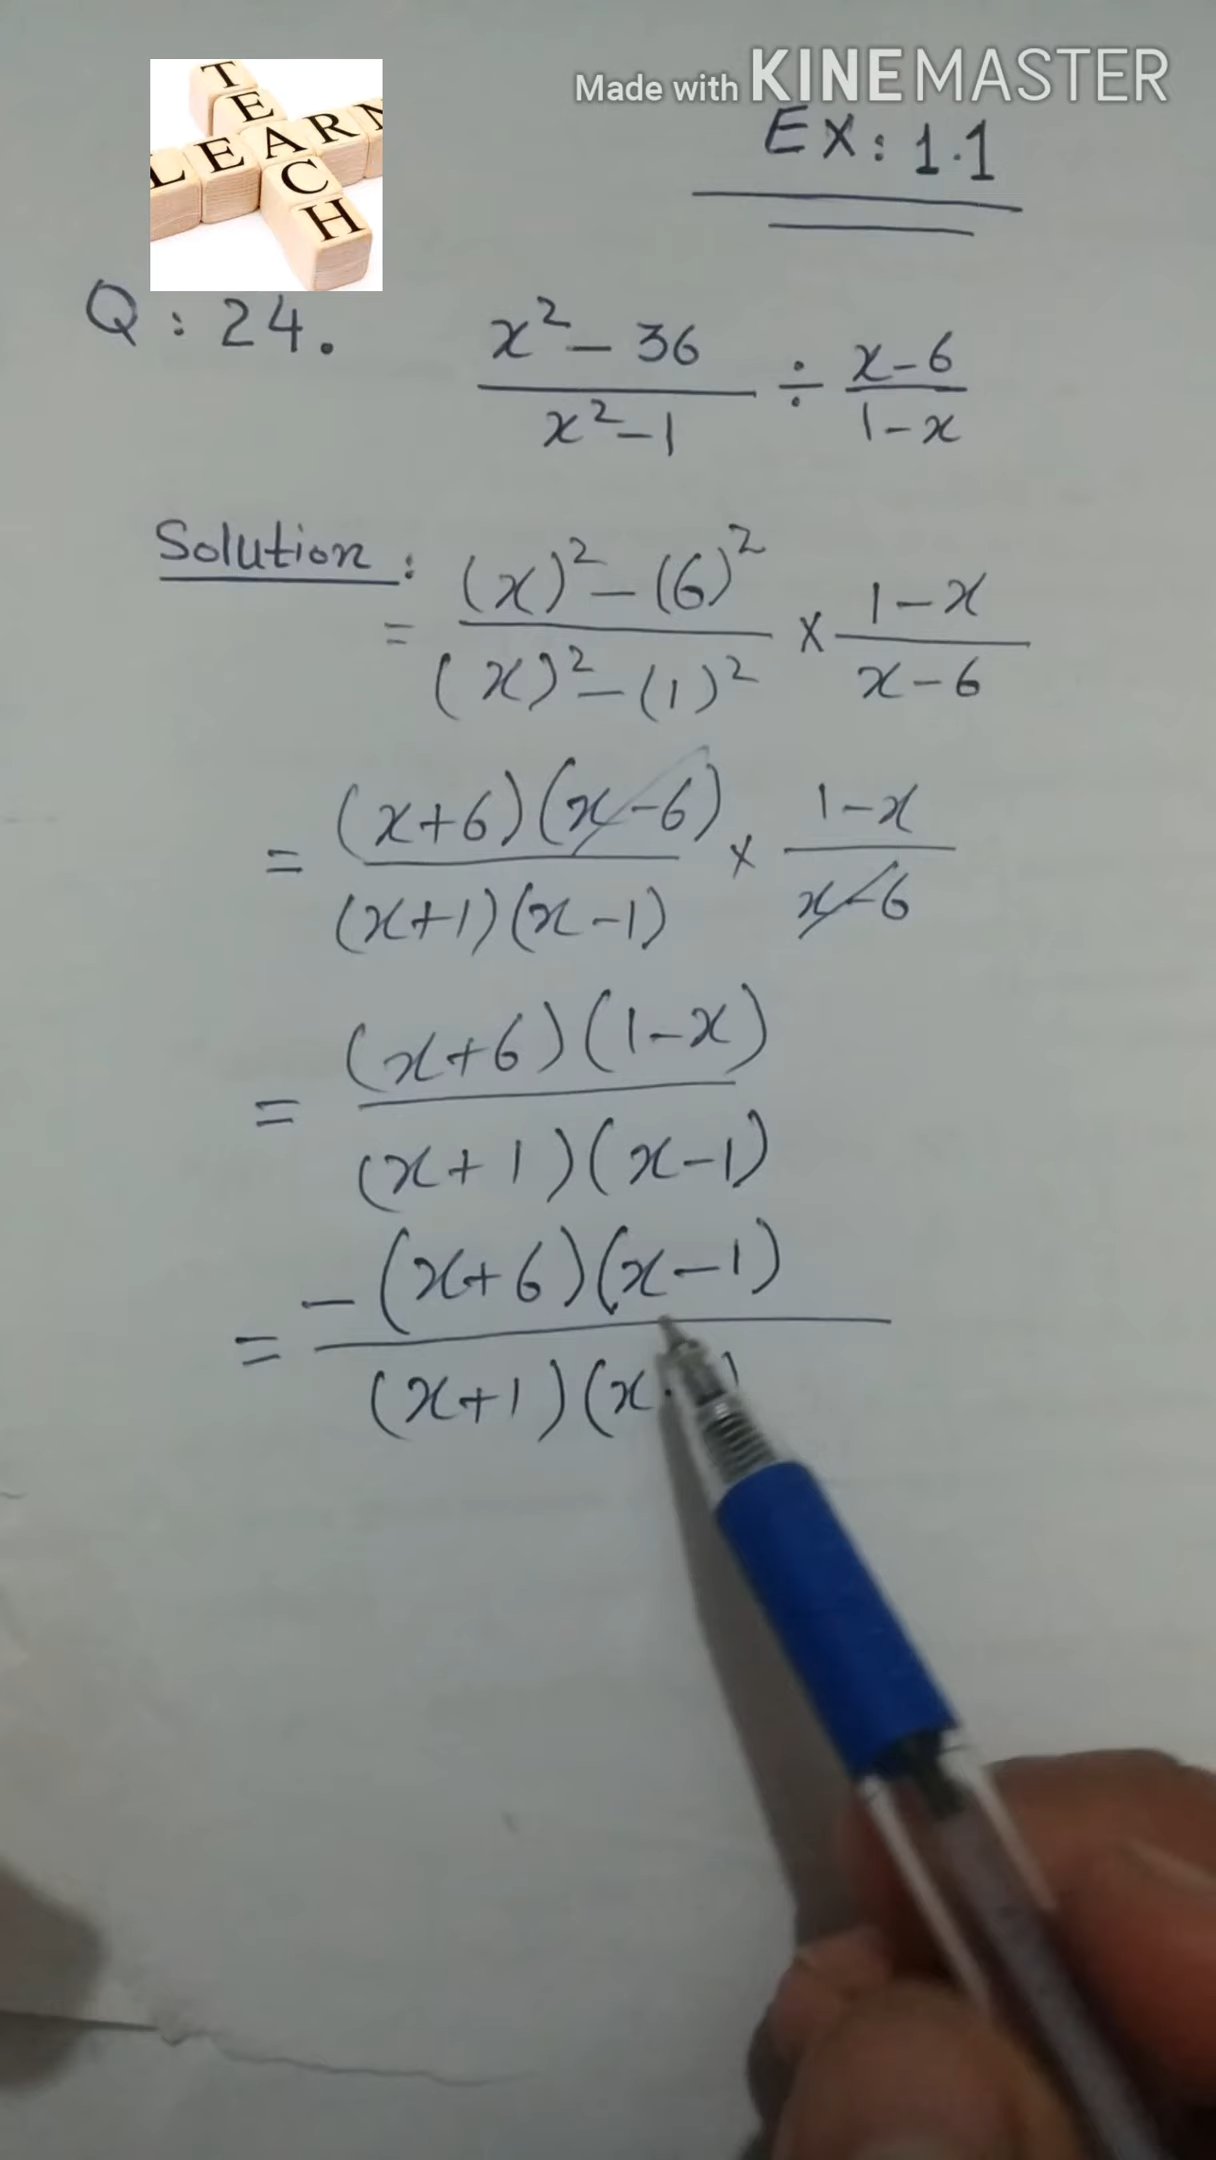 Made with KINEMASTER
TEACH
LEARN
EX: 1.1
Q: 24. x² - 36 / x² - 1 ÷ x - 6 / 1 - x
Solution:
= (x)² - (6)² / (x)² - (1)² × 1 - x / x - 6
= (x+6)(x-6) / (x+1)(x-1) × 1 - x / x - 6
= (x+6)(1-x) / (x+1)(x-1)
= -(x+6)(x-1) / (x+1)(x